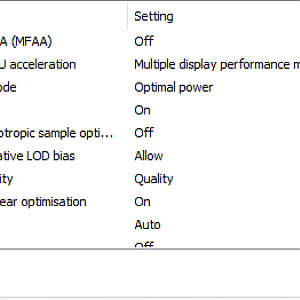 Setting
A (MFAA) Off
U acceleration Multiple display performance m
ode Optimal power
On
otropic sample opti... Off
ative LOD bias Allow
ity Quality
ear optimisation On
Auto
Off